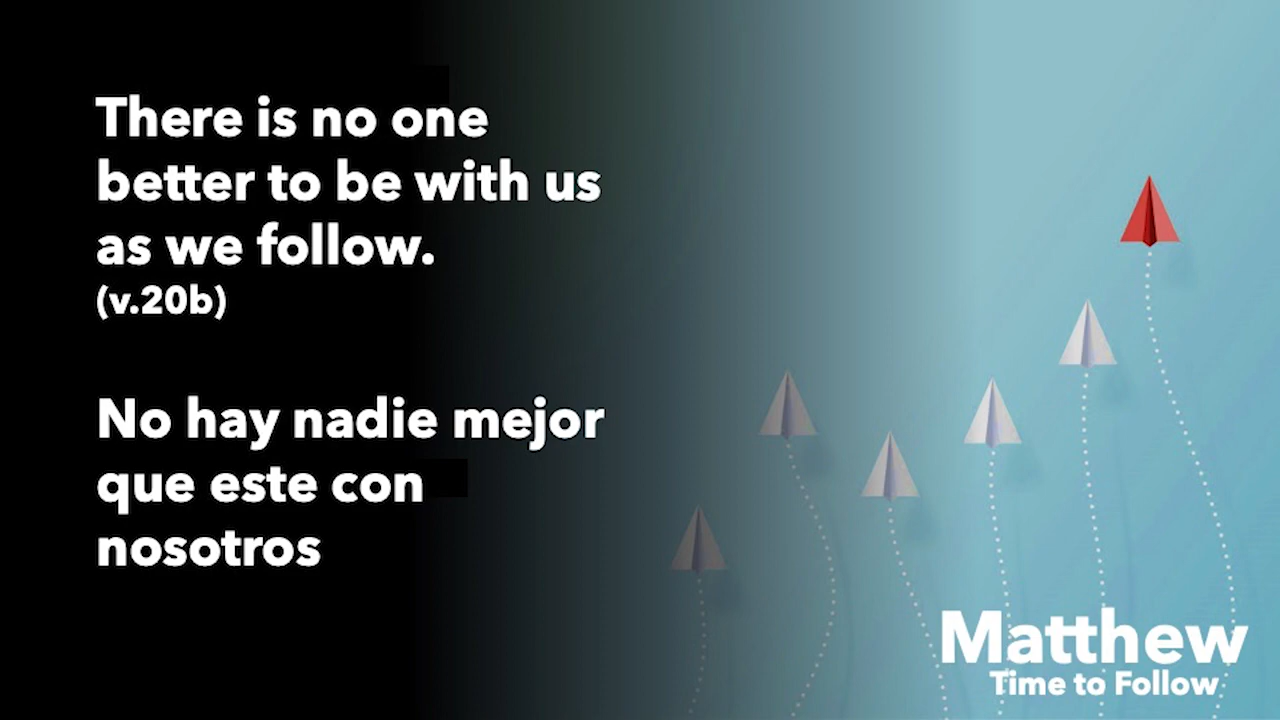 There is no one
better to be with us
as we follow.
(v.20b)
No hay nadie mejor
que este con
nosotros
Matthew
Time to Follow